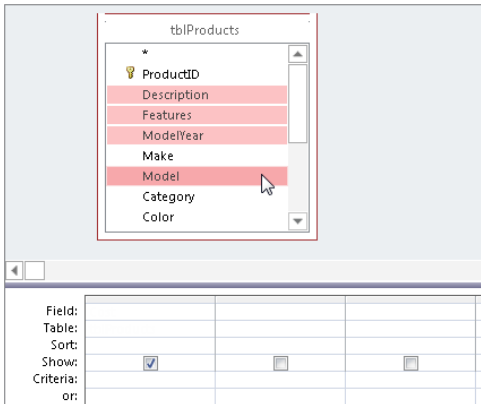 tblProducts
*
ProductID
Description
Features
ModelYear
Make
Model
Category
Color
Field:
Table:
Sort:
Show:
Criteria:
or: